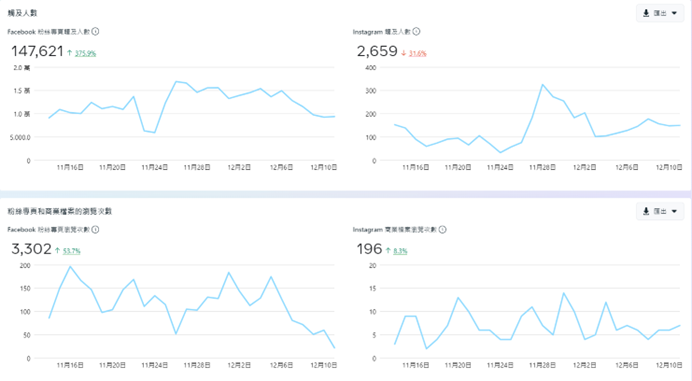 觸及人數
匯出
Facebook 粉絲專頁觸及人數
147,621 ↑ 575.9%
2.0 萬
1.5 萬
1.0 萬
5,000.0
0
11月16日 11月20日 11月24日 11月28日 12月2日 12月6日 12月10日
Instagram 觸及人數
2,659 ↓ 31.6%
400
300
200
100
0
11月16日 11月20日 11月24日 11月28日 12月2日 12月6日 12月10日
粉絲專頁和商業檔案的瀏覽次數
匯出
Facebook 粉絲專頁瀏覽次數
3,302 ↑ 53.7%
200
150
100
50
0
11月16日 11月20日 11月24日 11月28日 12月2日 12月6日 12月10日
Instagram 商業檔案瀏覽次數
196 ↑ 8.3%
20
15
10
5
0
11月16日 11月20日 11月24日 11月28日 12月2日 12月6日 12月10日